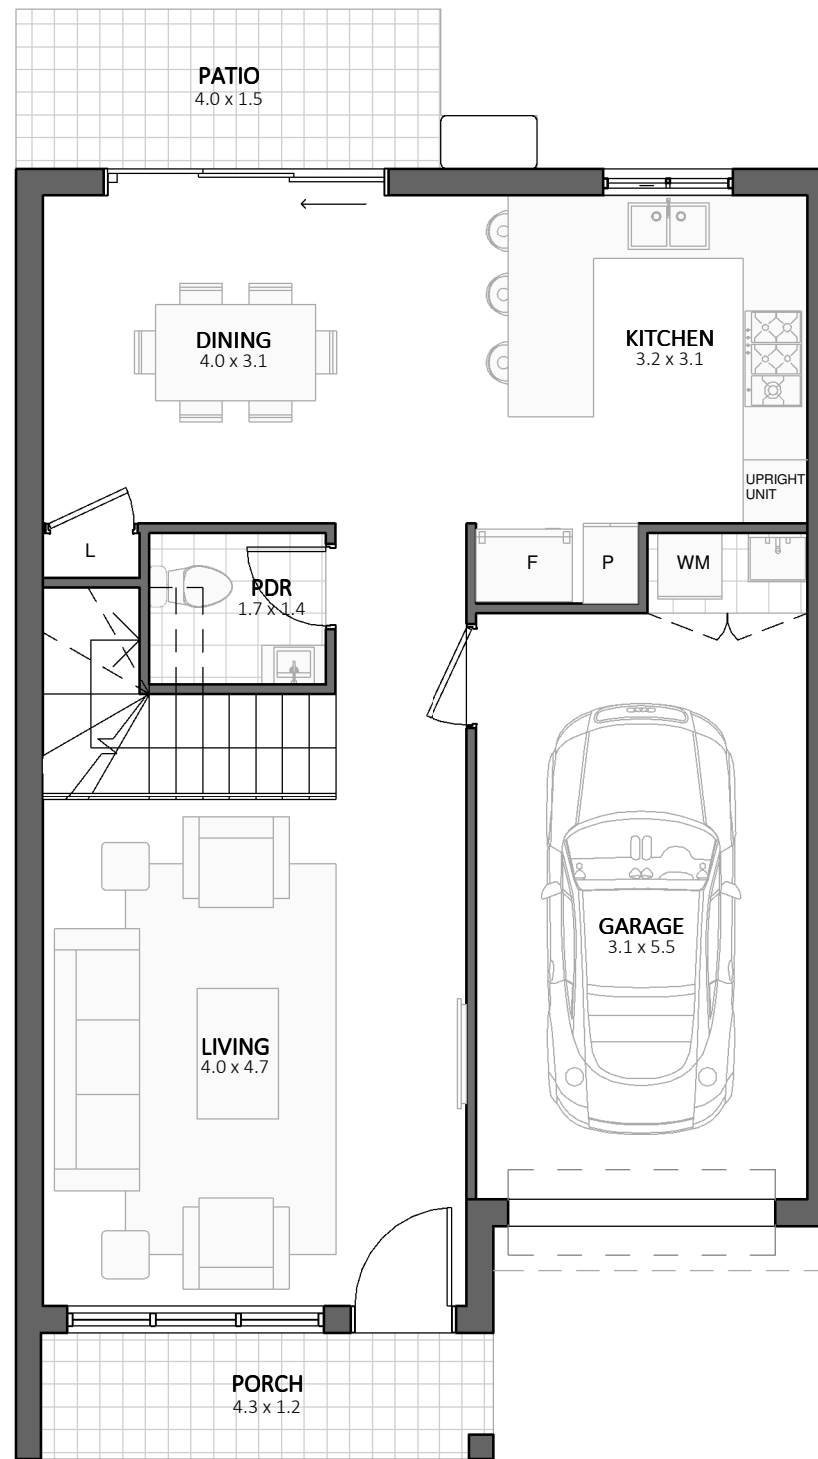 PATIO
4.0 x 1.5
DINING
4.0 x 3.1
KITCHEN
3.2 x 3.1
UPRIGHT
UNIT
L
F
P
WM
PDR
1.7 x 1.4
GARAGE
3.1 x 5.5
LIVING
4.0 x 4.7
PORCH
4.3 x 1.2